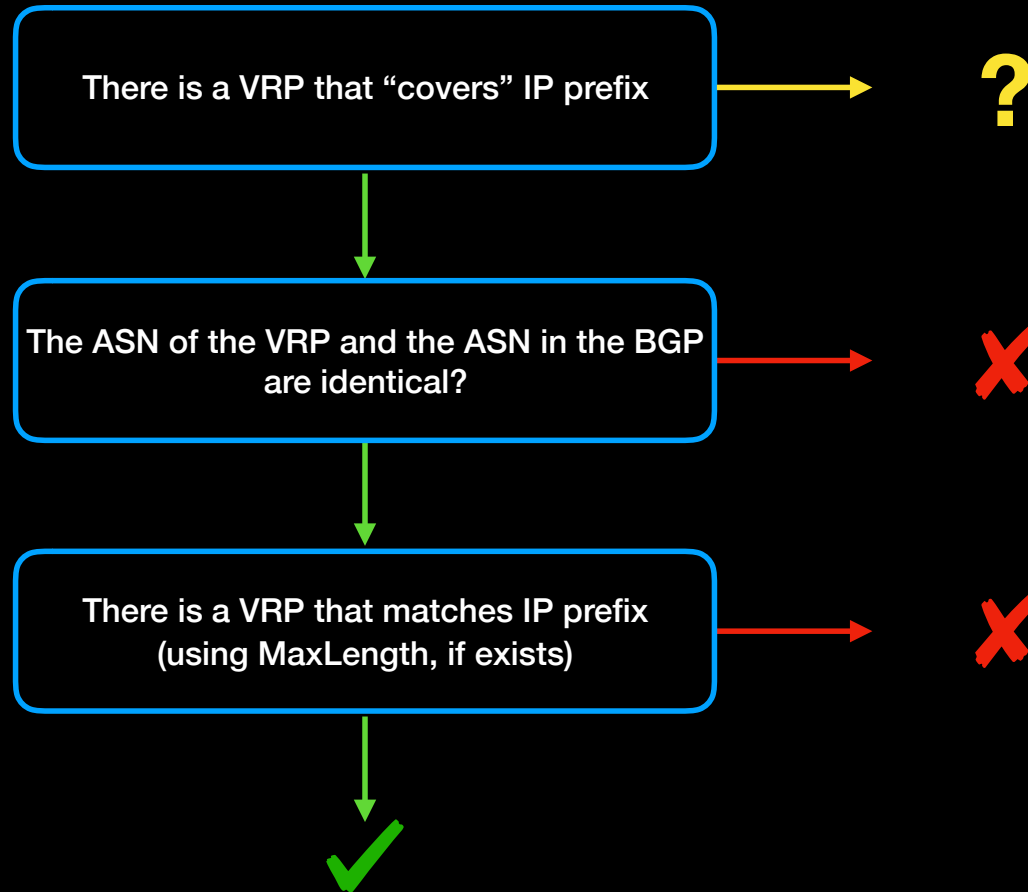 There is a VRP that “covers” IP prefix
?
The ASN of the VRP and the ASN in the BGP
are identical?
There is a VRP that matches IP prefix
(using MaxLength, if exists)